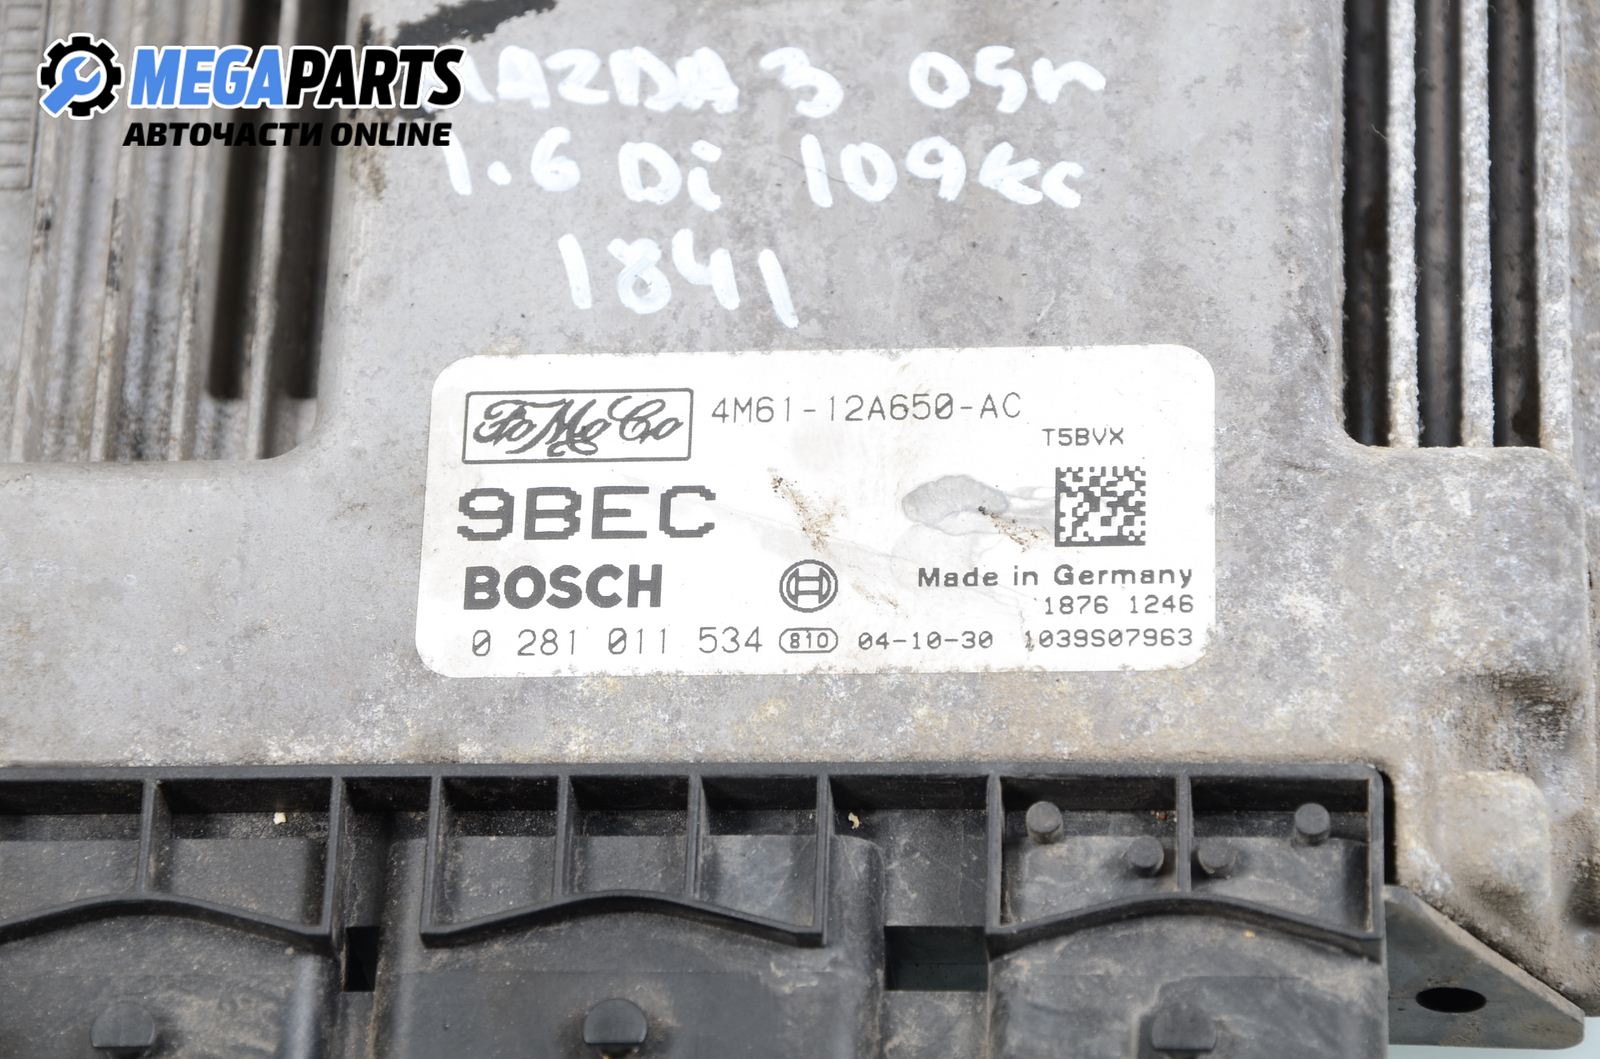 MEGAPARTS
АВТОЧАСТИ ONLINE
MAZDA 3 05г
1.6 Di 109кс
1841
FoMoCo 4M61-12A650-AC
T5BVX
9BEC
BOSCH
Made in Germany
1876 1246
0 281 011 534 810 04-10-30 1039S07963